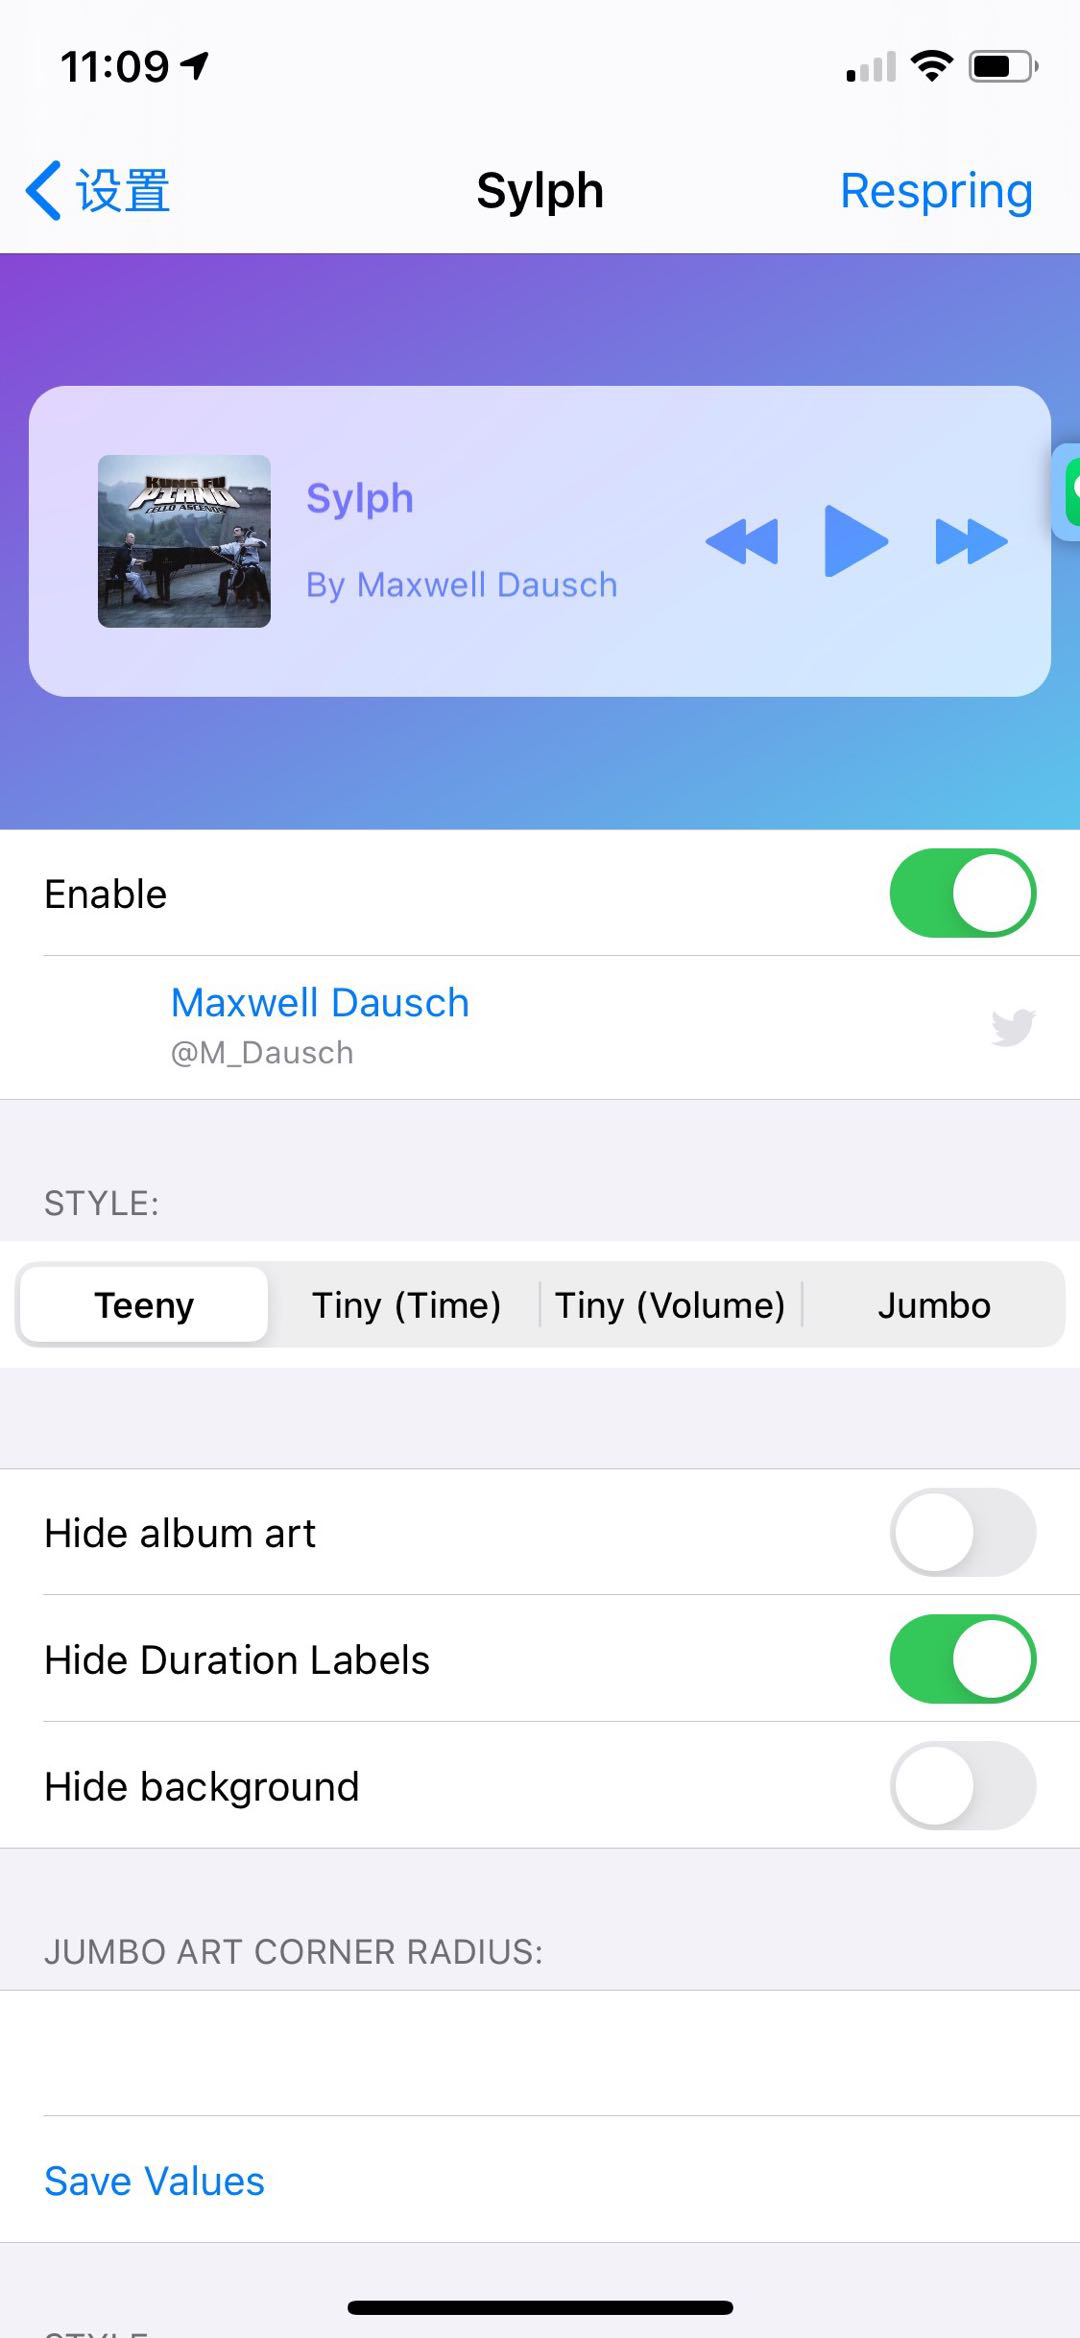 11:09
设置
Sylph
Respring
KUNG FU
PIANO
CELLO ASCENDS
Sylph
By Maxwell Dausch
Enable
Maxwell Dausch
@M_Dausch
STYLE:
Teeny
Tiny (Time)
Tiny (Volume)
Jumbo
Hide album art
Hide Duration Labels
Hide background
JUMBO ART CORNER RADIUS:
Save Values